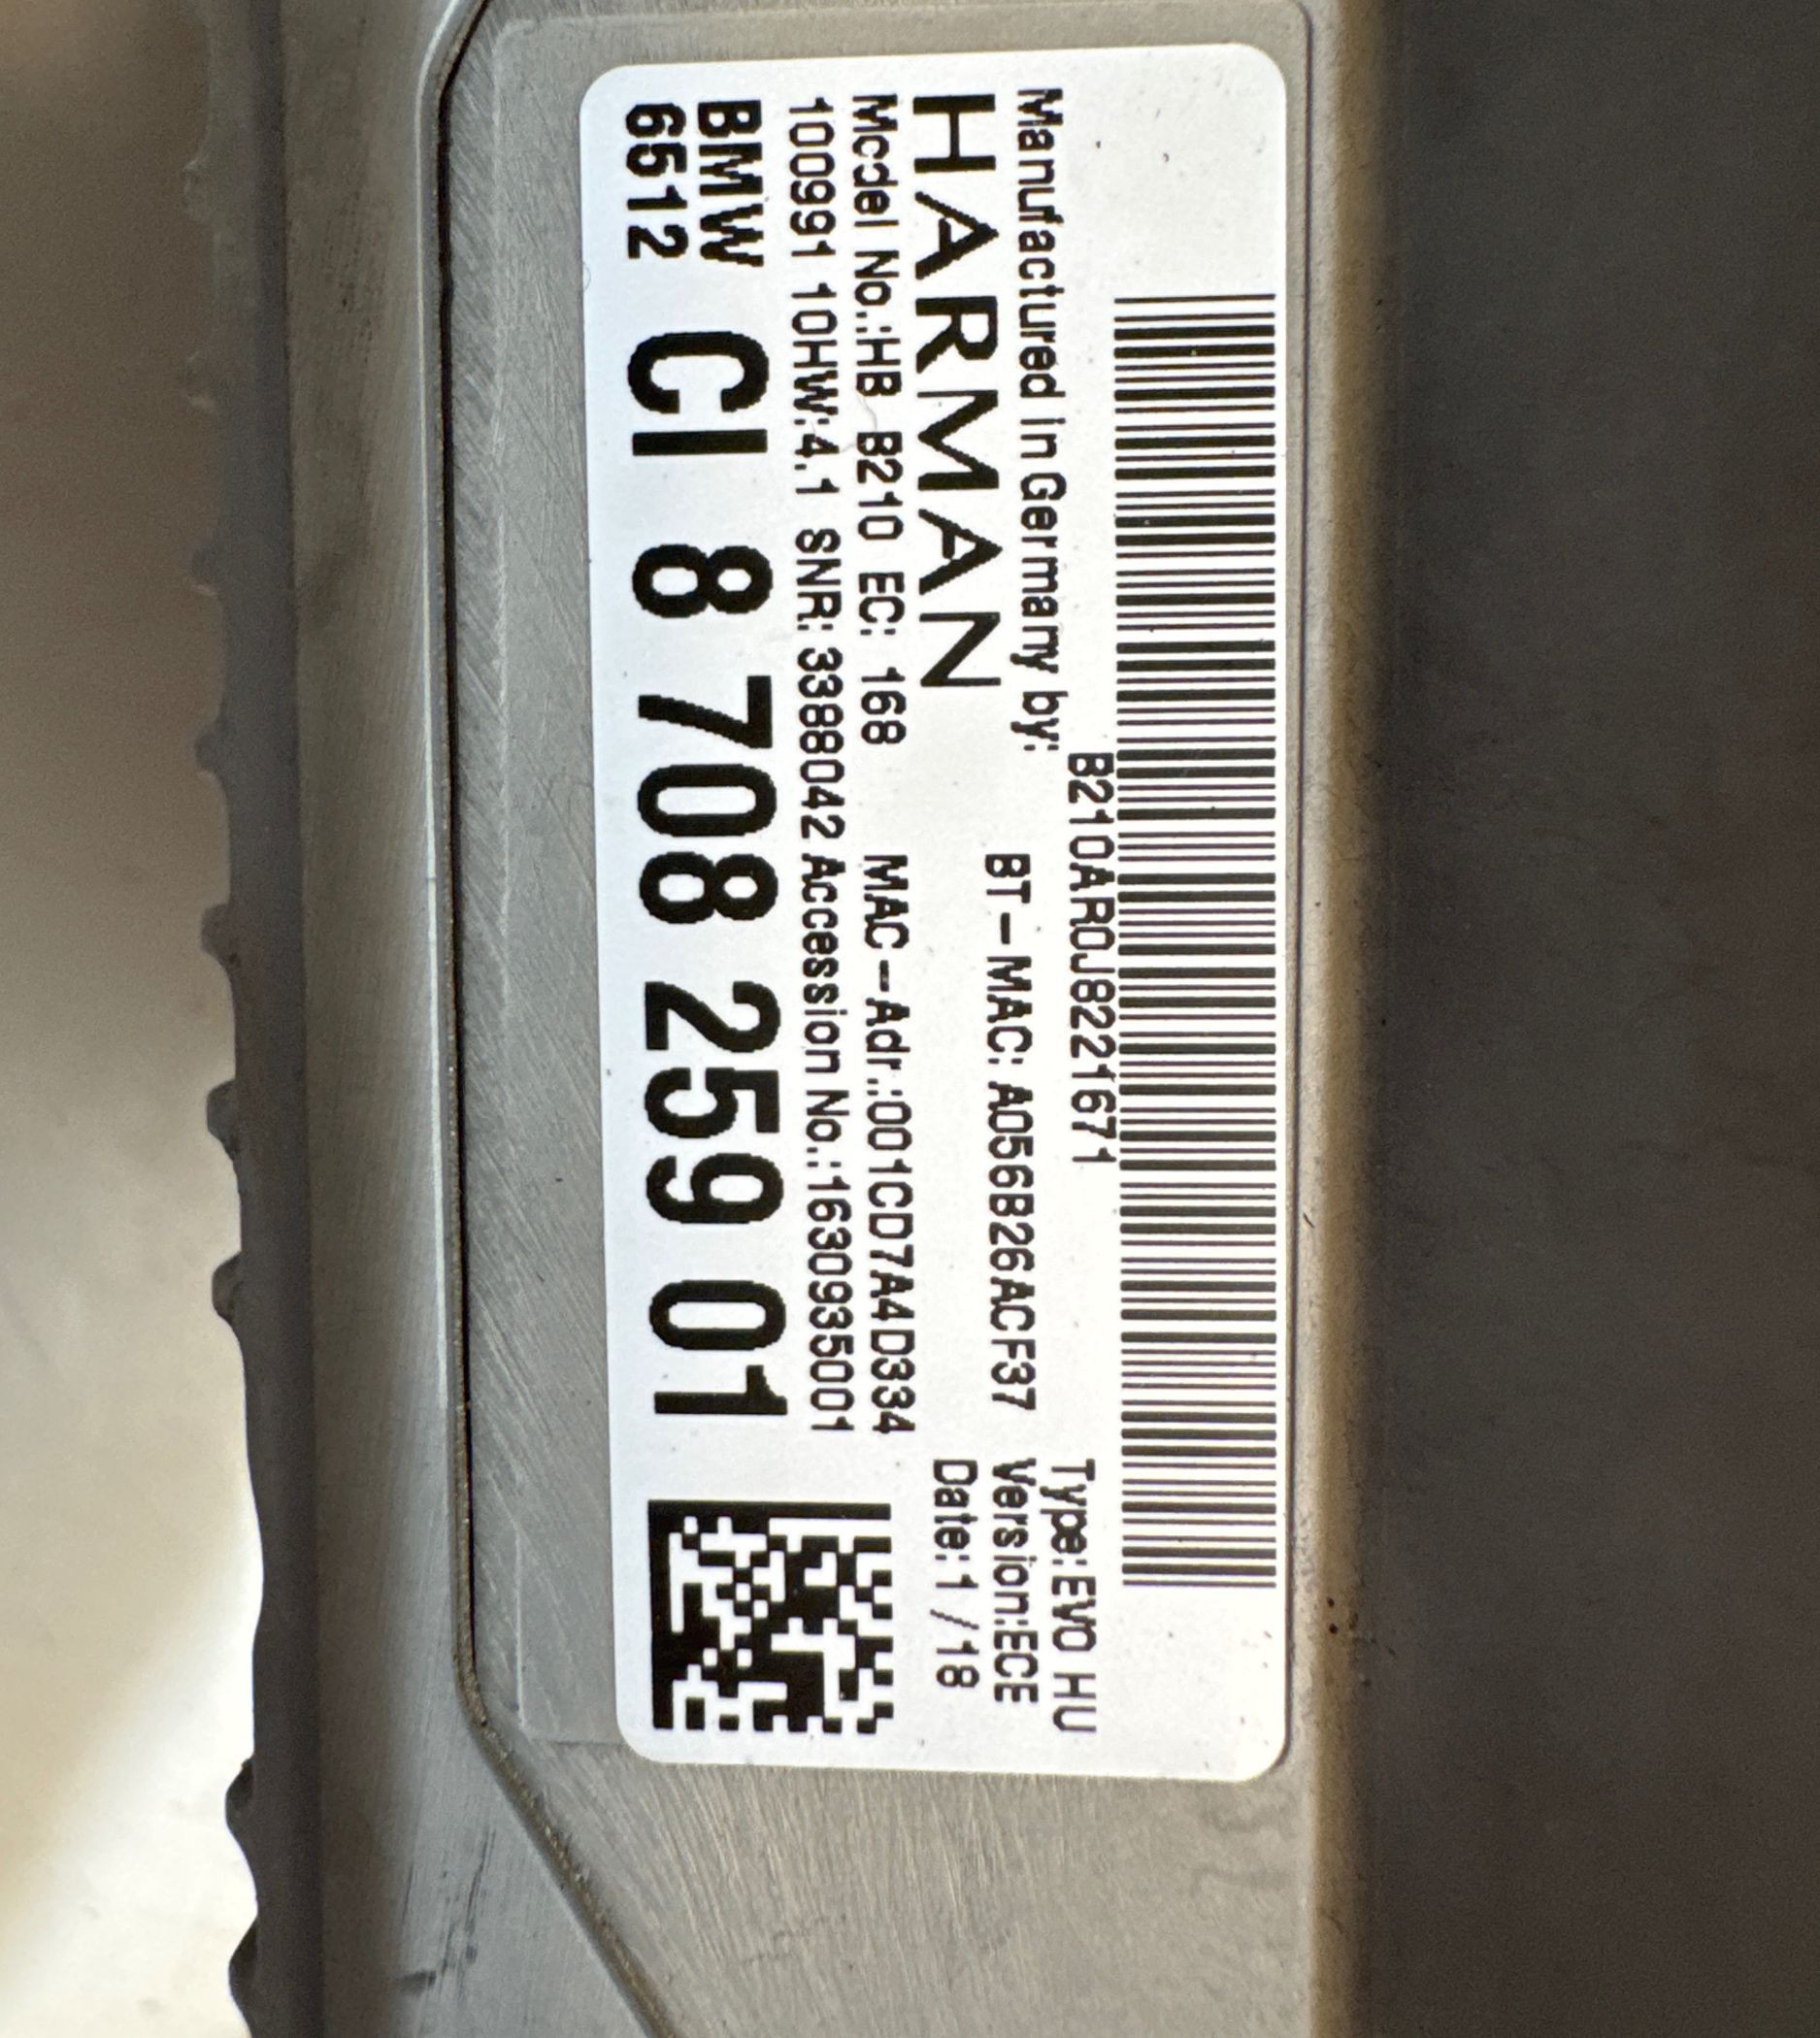 B210AR0J8221671
Manufactured in Germany by:
Type:EVO HU
HARMAN
BT-MAC: A056B26ACF37
Version:ECE
Date:1 /18
Model No.:HB B210 EC: 168
MAC-Adr.:001CD7A4D334
100991 10HW:4.1 SNR: 3388042 Accession No.:1630935001
BMW
6512
CI 8 708 259 01